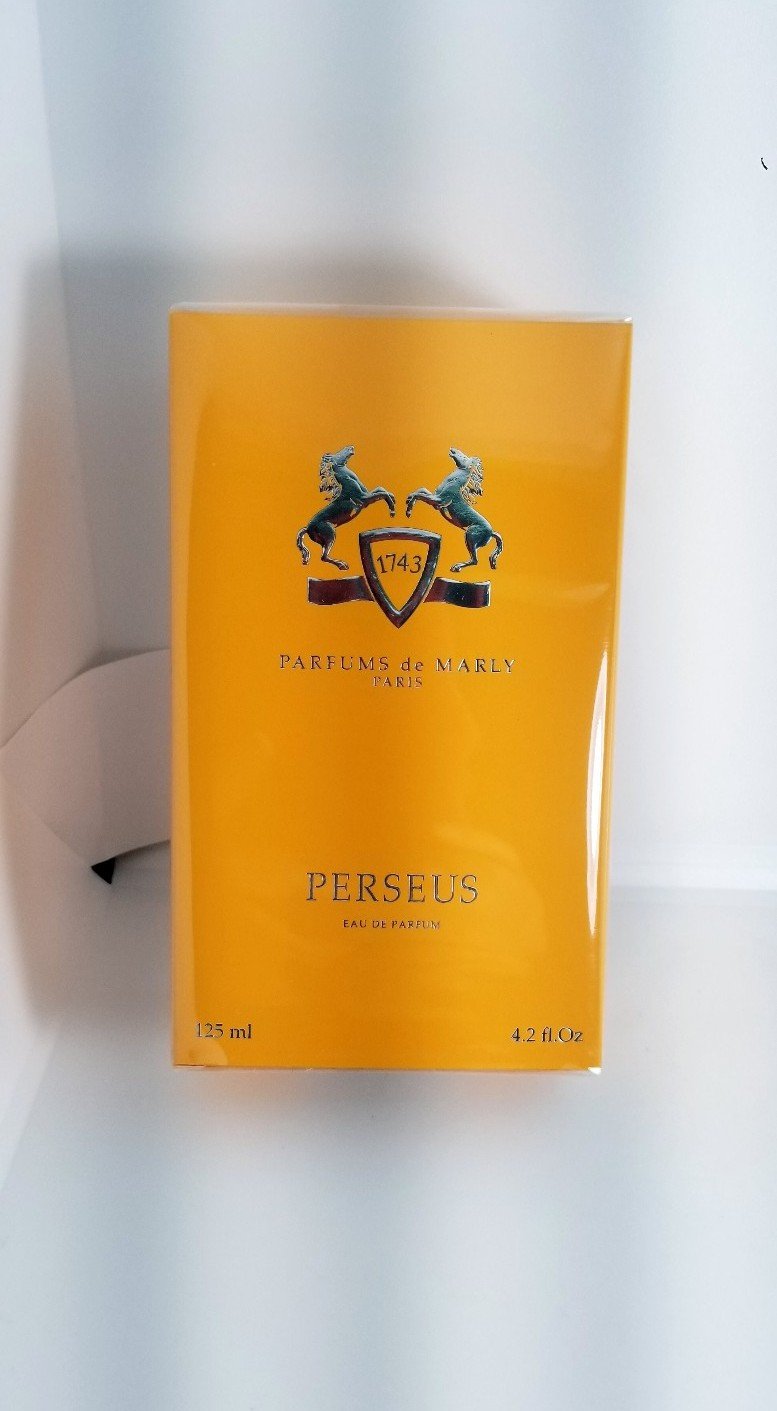 1743
PARFUMS de MARLY
PARIS
PERSEUS
EAU DE PARFUM
125 ml 4.2 fl.Oz